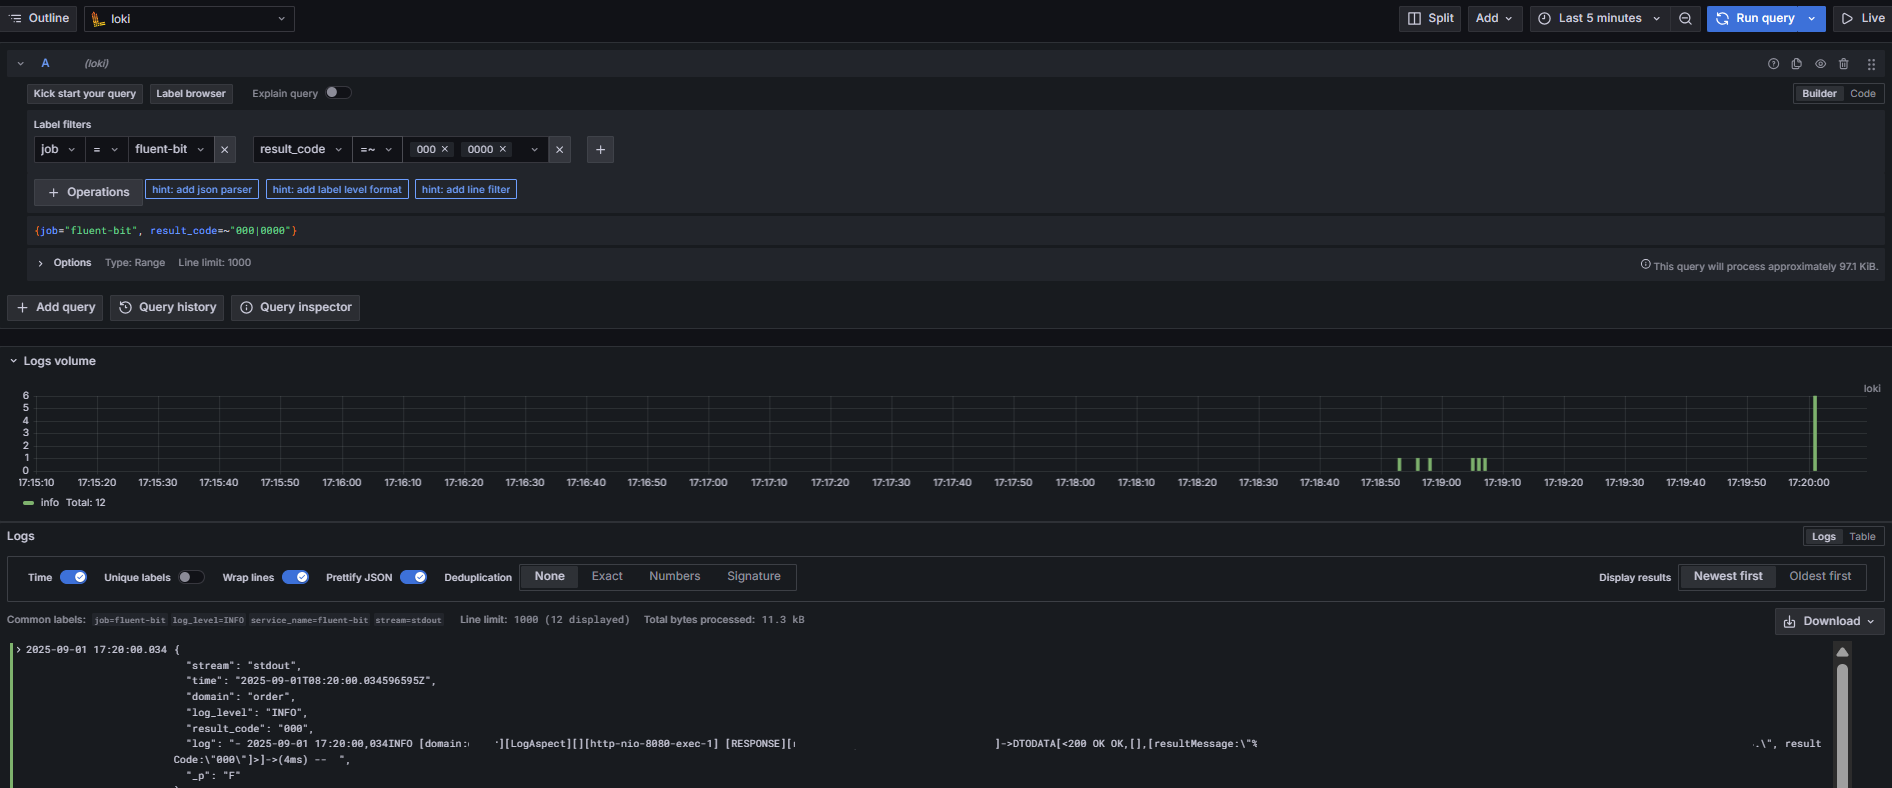 Outline loki Split Add Last 5 minutes Run query Live
A (loki)
Kick start your query Label browser Explain query Builder Code
Label filters
job = fluent-bit result_code =~ 000 0000
Operations hint: add json parser hint: add label level format hint: add line filter
{job="fluent-bit", result_code=~"000|0000"}
Options Type: Range Line limit: 1000 This query will process approximately 97.1 KiB.
Add query Query history Query inspector
Logs volume
loki
6
5
4
3
2
1
0
17:15:10 17:15:20 17:15:30 17:15:40 17:15:50 17:16:00 17:16:10 17:16:20 17:16:30 17:16:40 17:16:50 17:17:00 17:17:10 17:17:20 17:17:30 17:17:40 17:17:50 17:18:00 17:18:10 17:18:20 17:18:30 17:18:40 17:18:50 17:19:00 17:19:10 17:19:20 17:19:30 17:19:40 17:19:50 17:20:00
info Total: 12
Logs Logs Table
Time Unique labels Wrap lines Prettify JSON Deduplication None Exact Numbers Signature Display results Newest first Oldest first
Common labels: job=fluent-bit log_level=INFO service_name=fluent-bit stream=stdout Line limit: 1000 (12 displayed) Total bytes processed: 11.3 kB Download
2025-09-01 17:20:00.034 {
"stream": "stdout",
"time": "2025-09-01T08:20:00.034596595Z",
"domain": "order",
"log_level": "INFO",
"result_code": "000",
"log": "- 2025-09-01 17:20:00,034INFO [domain: ][LogAspect][][http-nio-8080-exec-1] [RESPONSE][ ]->DTODATA[<200 OK OK,[],[resultMessage:\"% .\", result
Code:\"000\"]>]->(4ms) -- ",
"_p": "F"